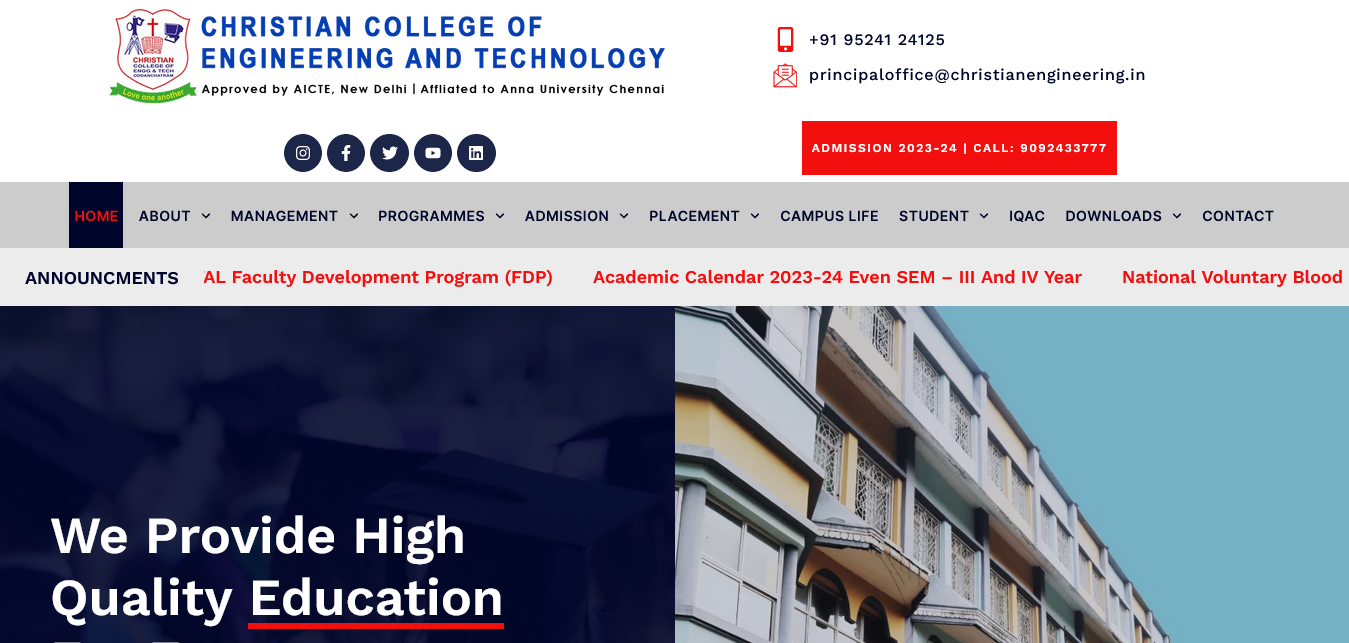 CHRISTIAN
COLLEGE OF
ENGG & TECH
ODDANCHATRAM
Love one another
CHRISTIAN COLLEGE OF
ENGINEERING AND TECHNOLOGY
Approved by AICTE, New Delhi | Affliated to Anna University Chennai
+91 95241 24125
principaloffice@christianengineering.in
ADMISSION 2023-24 | CALL: 9092433777
HOME ABOUT MANAGEMENT PROGRAMMES ADMISSION PLACEMENT CAMPUS LIFE STUDENT IQAC DOWNLOADS CONTACT
ANNOUNCMENTS AL Faculty Development Program (FDP) Academic Calendar 2023-24 Even SEM – III And IV Year National Voluntary Blood
We Provide High
Quality Education